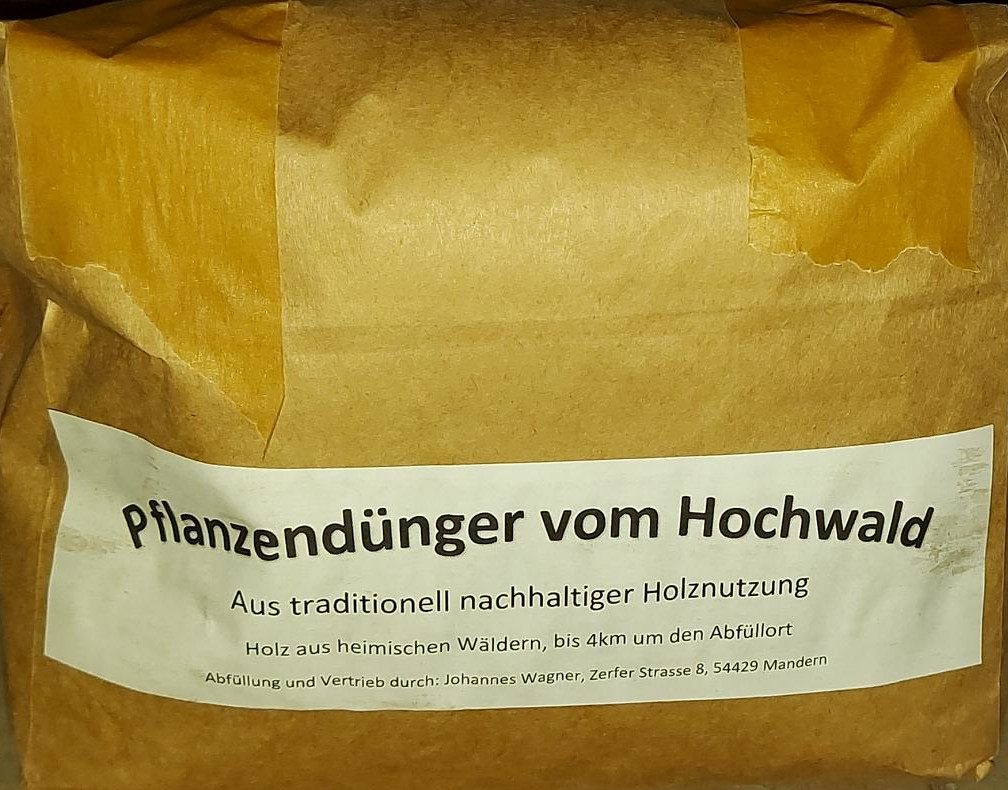 Pflanzendünger vom Hochwald
Aus traditionell nachhaltiger Holznutzung
Holz aus heimischen Wäldern, bis 4km um den Abfüllort
Abfüllung und Vertrieb durch: Johannes Wagner, Zerfer Strasse 8, 54429 Mandern